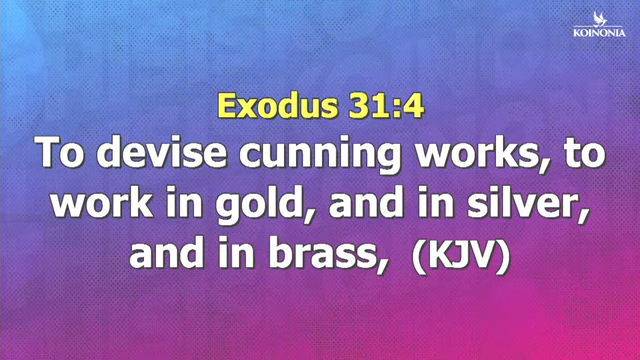 KOINONIA
Exodus 31:4
To devise cunning works, to
work in gold, and in silver,
and in brass, (KJV)